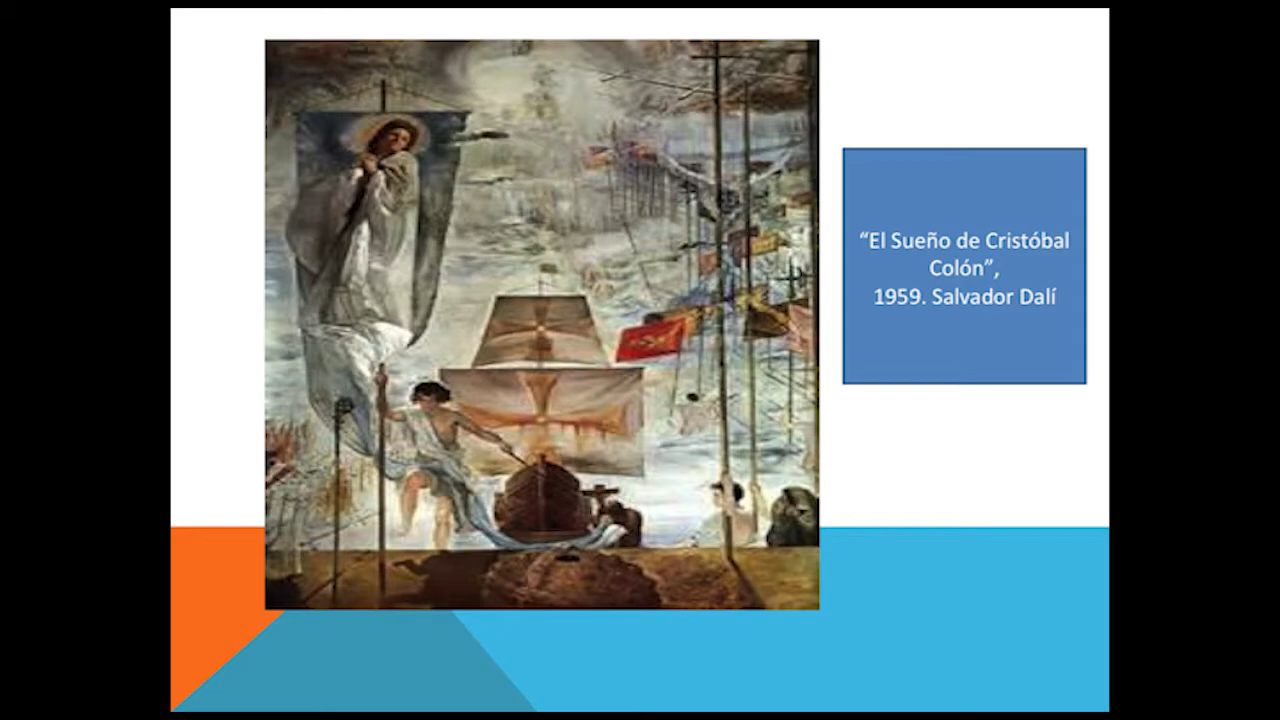 “El Sueño de Cristóbal
Colón”,
1959. Salvador Dalí